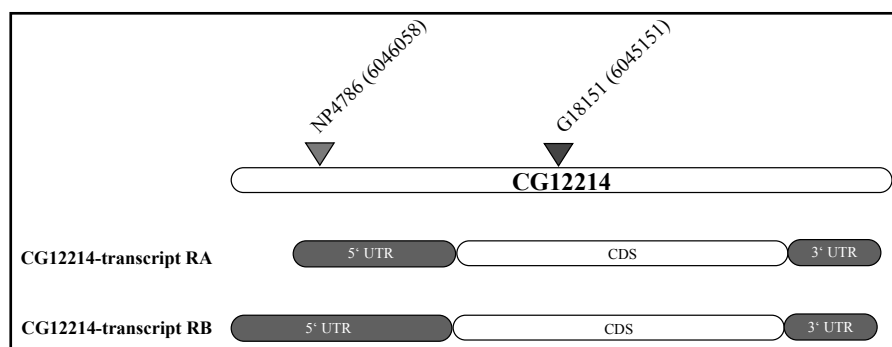 NP4786 (6046058)
G18151 (6045151)
CG12214
CG12214-transcript RA
5‘ UTR
CDS
3‘ UTR
CG12214-transcript RB
5‘ UTR
CDS
3‘ UTR